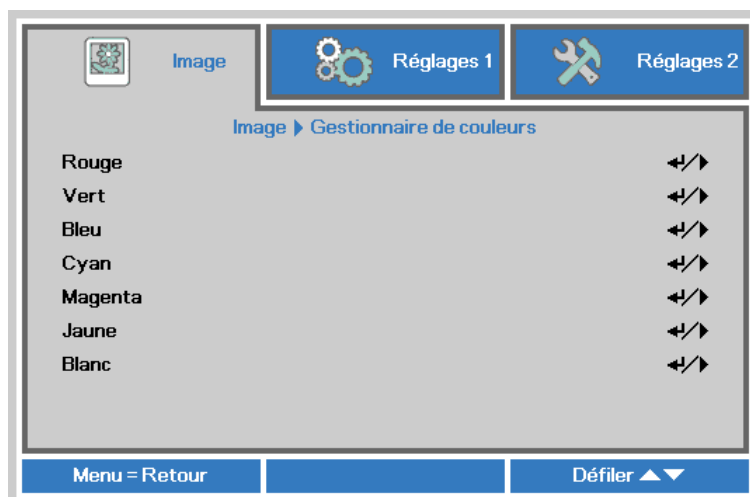 Image
Réglages 1
Réglages 2
Image ▶ Gestionnaire de couleurs
Rouge ↵/▶
Vert ↵/▶
Bleu ↵/▶
Cyan ↵/▶
Magenta ↵/▶
Jaune ↵/▶
Blanc ↵/▶
Menu = Retour
Défiler ▲▼